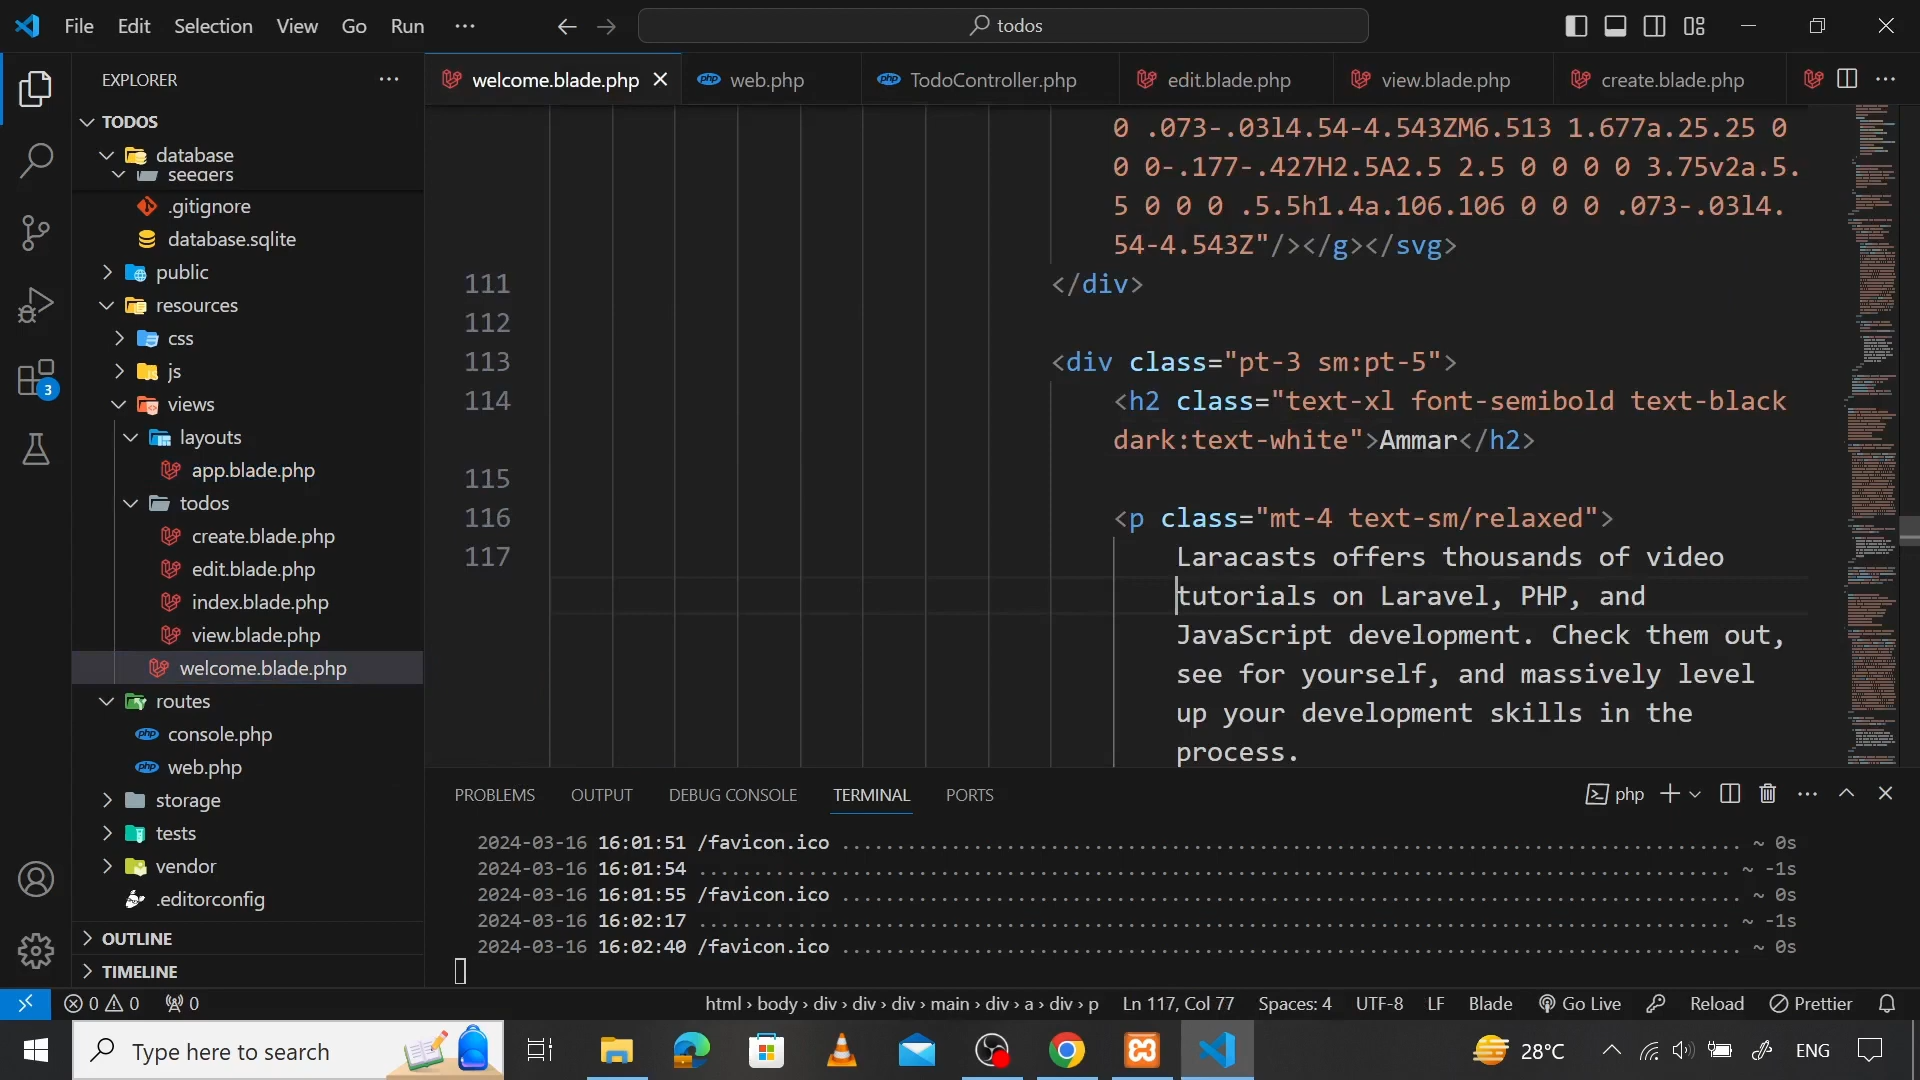 File Edit Selection View Go Run ··· todos
EXPLORER ···
welcome.blade.php web.php TodoController.php edit.blade.php view.blade.php create.blade.php ···
TODOS
database
seeders
.gitignore
database.sqlite
public
resources
css
js
views
layouts
app.blade.php
todos
create.blade.php
edit.blade.php
index.blade.php
view.blade.php
welcome.blade.php
routes
console.php
web.php
storage
tests
vendor
.editorconfig
OUTLINE
TIMELINE
3
0 .073-.03l4.54-4.543ZM6.513 1.677a.25.25 0
0 0-.177-.427H2.5A2.5 2.5 0 0 0 0 3.75v2a.5.
5 0 0 0 .5.5h1.4a.106.106 0 0 0 .073-.03l4.
54-4.543Z"/></g></svg>
111 </div>
112
113 <div class="pt-3 sm:pt-5">
114 <h2 class="text-xl font-semibold text-black
dark:text-white">Ammar</h2>
115
116 <p class="mt-4 text-sm/relaxed">
117 Laracasts offers thousands of video
tutorials on Laravel, PHP, and
JavaScript development. Check them out,
see for yourself, and massively level
up your development skills in the
process.
PROBLEMS OUTPUT DEBUG CONSOLE TERMINAL PORTS php ···
2024-03-16 16:01:51 /favicon.ico ~ 0s
2024-03-16 16:01:54 ~ -1s
2024-03-16 16:01:55 /favicon.ico ~ 0s
2024-03-16 16:02:17 ~ -1s
2024-03-16 16:02:40 /favicon.ico ~ 0s
0 0 0 html › body › div › div › div › main › div › a › div › p Ln 117, Col 77 Spaces: 4 UTF-8 LF Blade Go Live Reload Prettier
Type here to search 28°C ENG